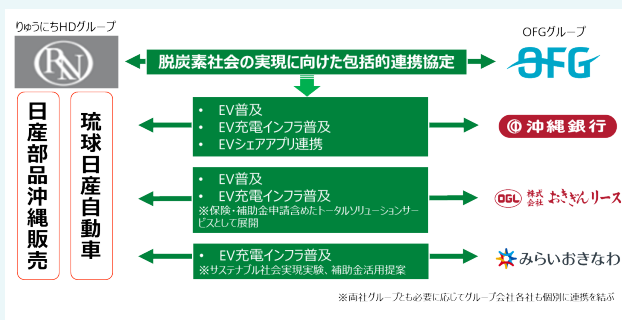 りゅうにちHDグループ
OFGグループ
RN
脱炭素社会の実現に向けた包括的連携協定
OFG
日産部品沖縄販売
琉球日産自動車
• EV普及
• EV充電インフラ普及
• EVシェアアプリ連携
沖縄銀行
• EV普及
• EV充電インフラ普及
※保険・補助金申請含めたトータルソリューションサー
ビスとして展開
OGL 株式会社 おきぎんリース
• EV充電インフラ普及
※サステナブル社会実現実験、補助金活用提案
みらいおきなわ
※両社グループとも必要に応じてグループ会社各社も個別に連携を結ぶ